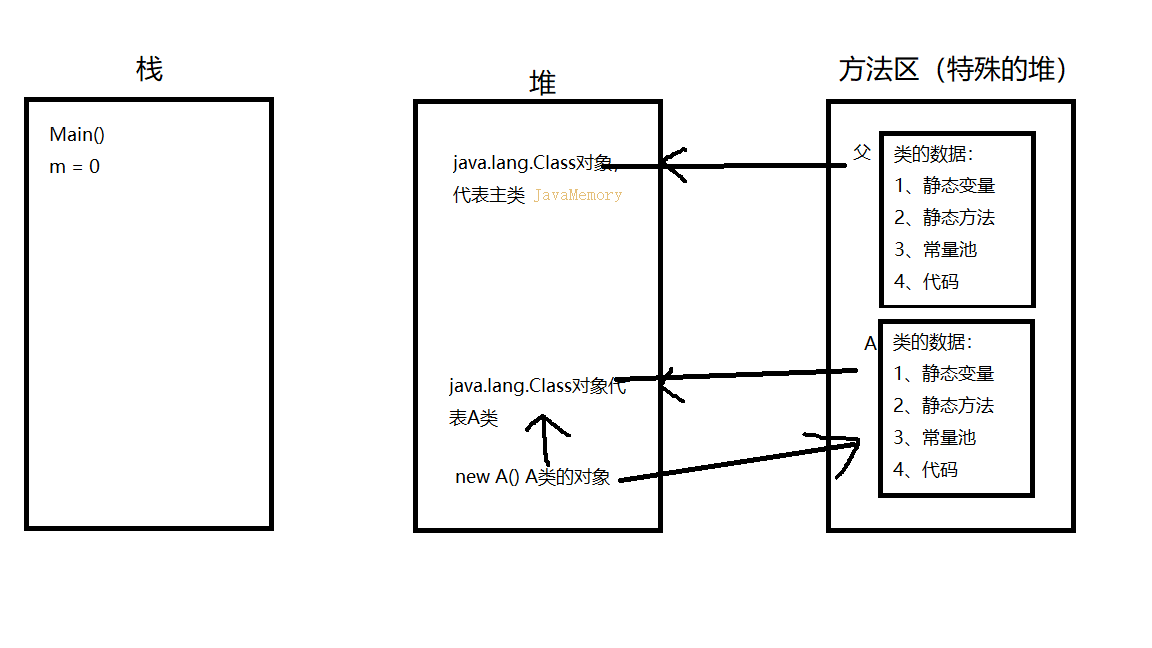 栈
Main()
m = 0
堆
java.lang.Class对象，
代表主类 JavaMemory
java.lang.Class对象代
表A类
new A() A类的对象
方法区（特殊的堆）
父
类的数据：
1、静态变量
2、静态方法
3、常量池
4、代码
A
类的数据：
1、静态变量
2、静态方法
3、常量池
4、代码